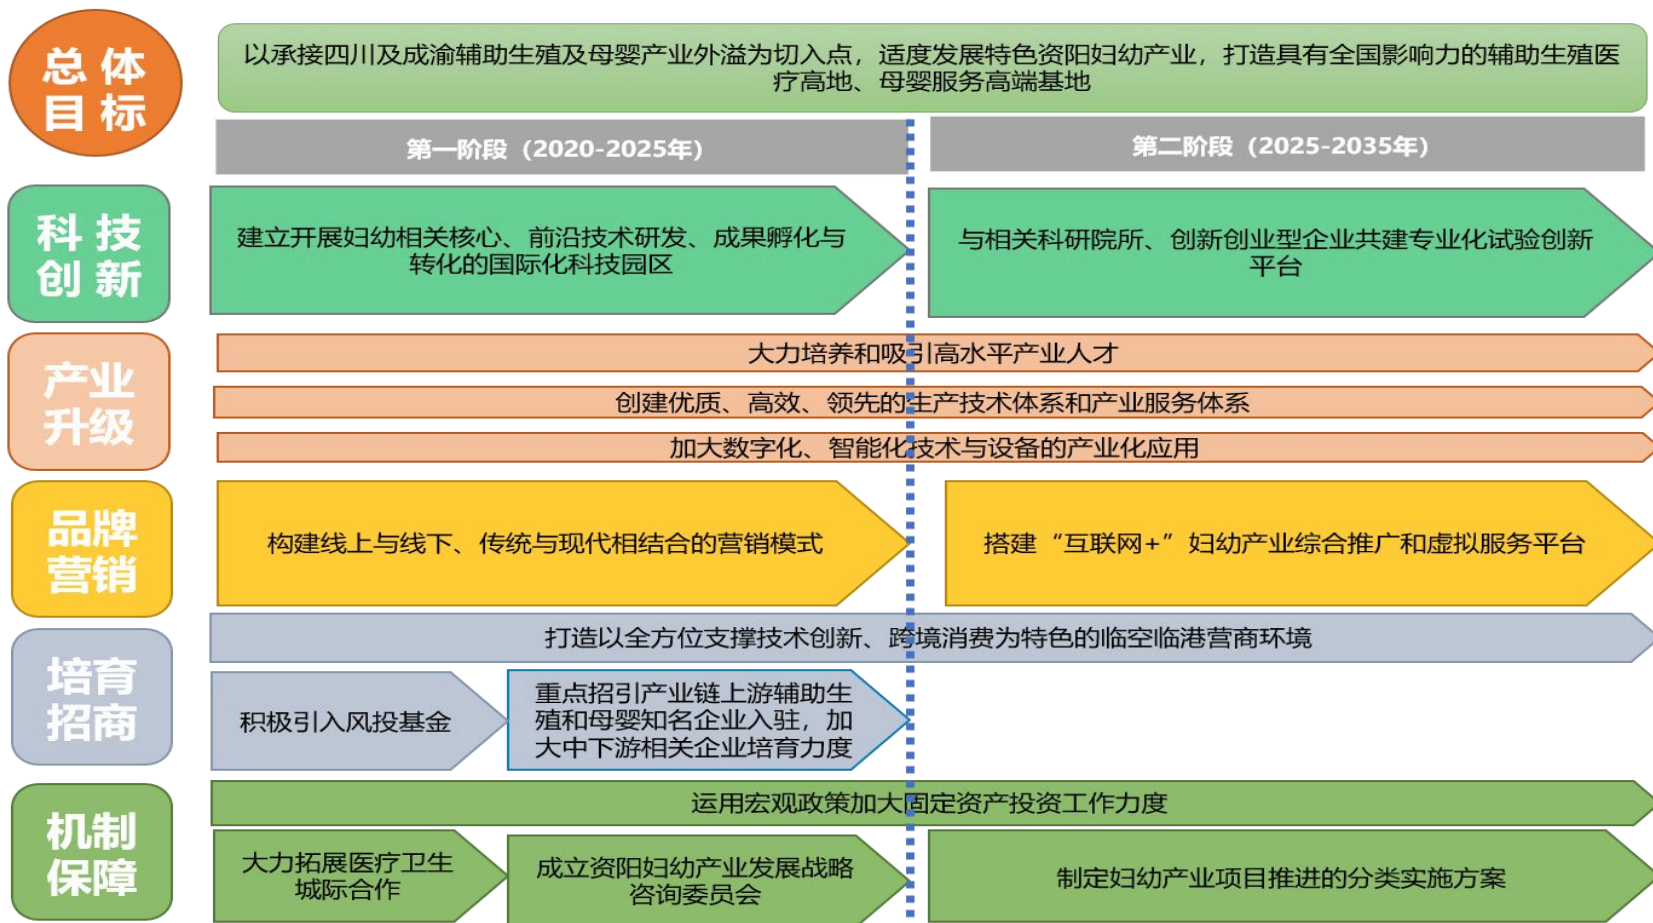 总 体
目 标
以承接四川及成渝辅助生殖及母婴产业外溢为切入点，适度发展特色资阳妇幼产业，打造具有全国影响力的辅助生殖医
疗高地、母婴服务高端基地
第一阶段（2020-2025年）
第二阶段（2025-2035年）
科 技
创 新
建立开展妇幼相关核心、前沿技术研发、成果孵化与
转化的国际化科技园区
与相关科研院所、创新创业型企业共建专业化试验创新
平台
产业
升级
大力培养和吸引高水平产业人才
创建优质、高效、领先的生产技术体系和产业服务体系
加大数字化、智能化技术与设备的产业化应用
品牌
营销
构建线上与线下、传统与现代相结合的营销模式
搭建“互联网+”妇幼产业综合推广和虚拟服务平台
培育
招商
打造以全方位支撑技术创新、跨境消费为特色的临空临港营商环境
积极引入风投基金
重点招引产业链上游辅助生
殖和母婴知名企业入驻，加
大中下游相关企业培育力度
机制
保障
运用宏观政策加大固定资产投资工作力度
大力拓展医疗卫生
城际合作
成立资阳妇幼产业发展战略
咨询委员会
制定妇幼产业项目推进的分类实施方案